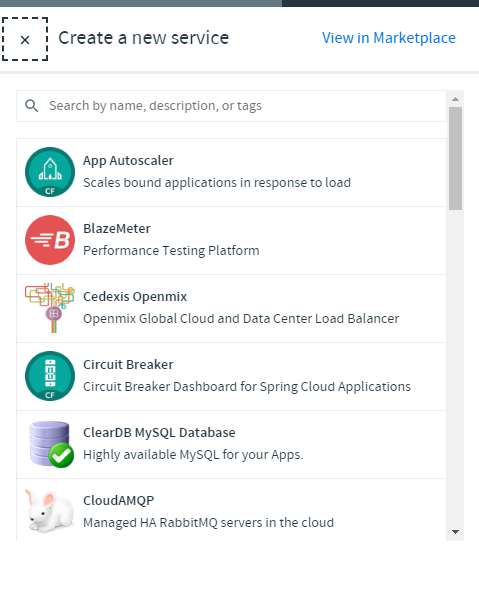 × Create a new service View in Marketplace
Search by name, description, or tags
App Autoscaler
Scales bound applications in response to load
CF
BlazeMeter
Performance Testing Platform
B
Cedexis Openmix
Openmix Global Cloud and Data Center Load Balancer
Circuit Breaker
Circuit Breaker Dashboard for Spring Cloud Applications
CF
ClearDB MySQL Database
Highly available MySQL for your Apps.
CloudAMQP
Managed HA RabbitMQ servers in the cloud